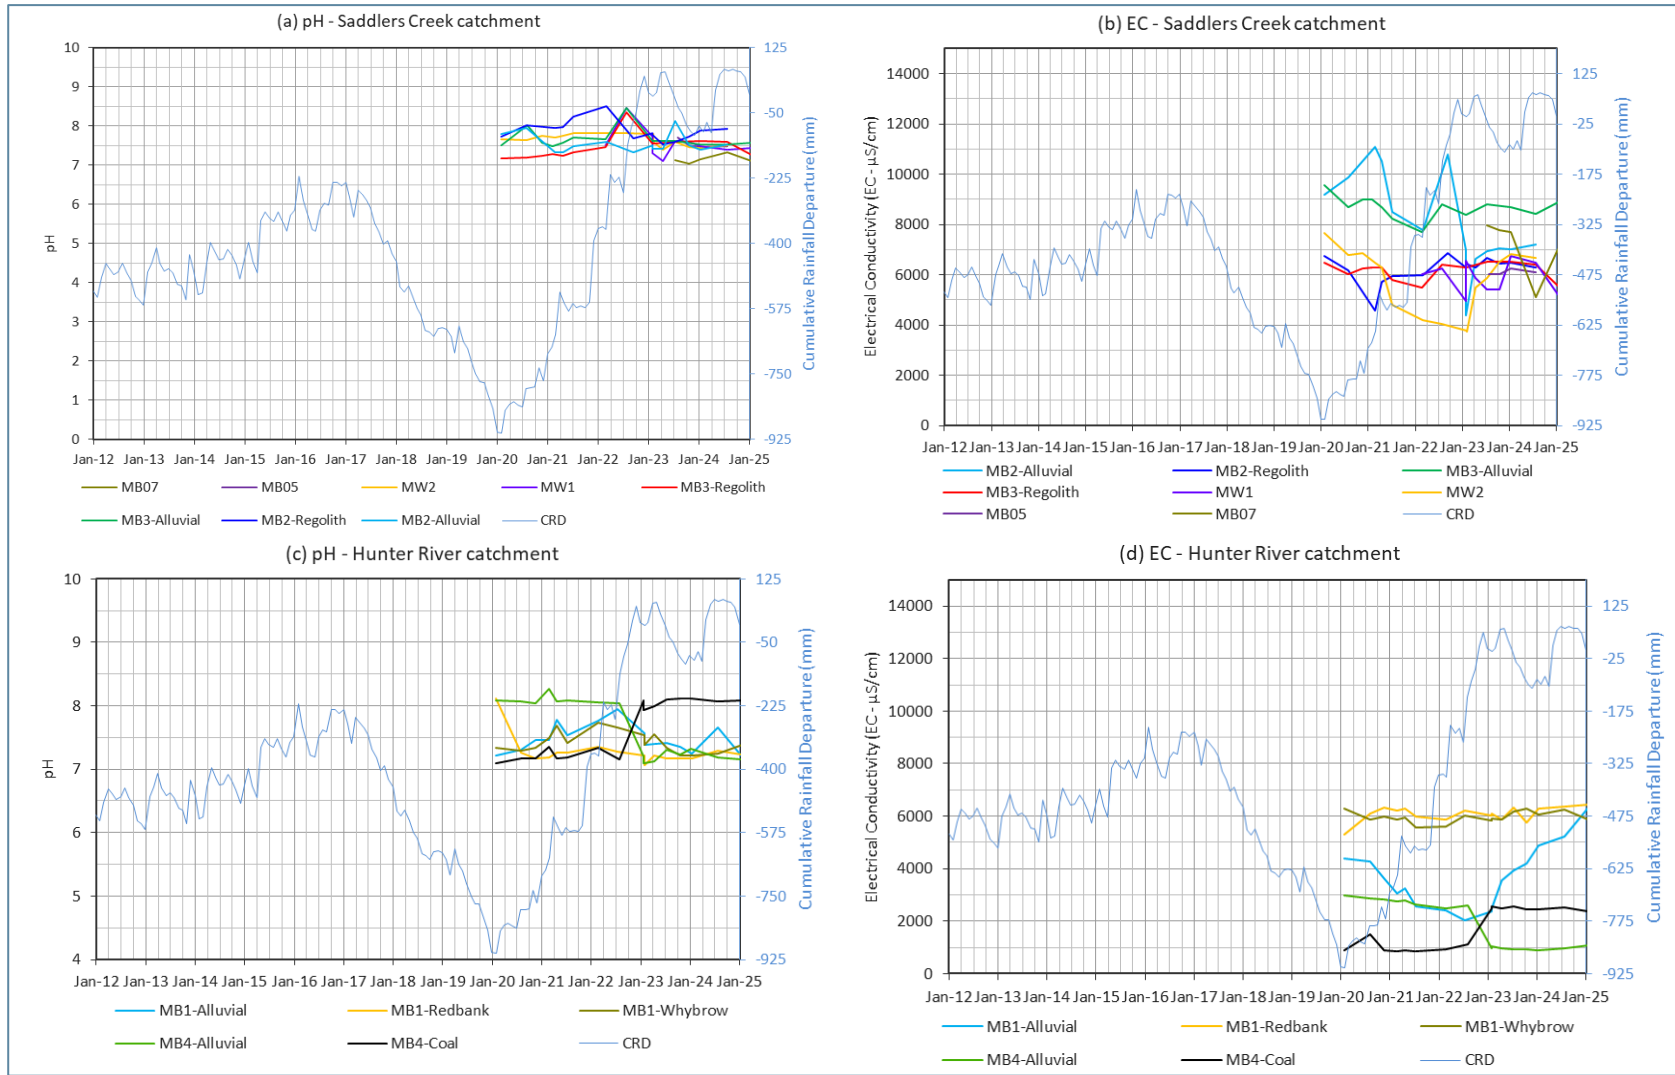 (a) pH - Saddlers Creek catchment
10
9
8
7
6
5
4
3
2
1
0
pH
125
-50
-225
-400
-575
-750
-925
Cumulative Rainfall Departure (mm)
Jan-12 Jan-13 Jan-14 Jan-15 Jan-16 Jan-17 Jan-18 Jan-19 Jan-20 Jan-21 Jan-22 Jan-23 Jan-24 Jan-25
MB07 MB05 MW2 MW1 MB3-Regolith
MB3-Alluvial MB2-Regolith MB2-Alluvial CRD
(b) EC - Saddlers Creek catchment
14000
12000
10000
8000
6000
4000
2000
0
Electrical Conductivity (EC - µS/cm)
125
-25
-175
-325
-475
-625
-775
-925
Cumulative Rainfall Departure (mm)
Jan-12 Jan-13 Jan-14 Jan-15 Jan-16 Jan-17 Jan-18 Jan-19 Jan-20 Jan-21 Jan-22 Jan-23 Jan-24 Jan-25
MB2-Alluvial MB2-Regolith MB3-Alluvial
MB3-Regolith MW1 MW2
MB05 MB07 CRD
(c) pH - Hunter River catchment
10
9
8
7
6
5
4
pH
125
-50
-225
-400
-575
-750
-925
Cumulative Rainfall Departure (mm)
Jan-12 Jan-13 Jan-14 Jan-15 Jan-16 Jan-17 Jan-18 Jan-19 Jan-20 Jan-21 Jan-22 Jan-23 Jan-24 Jan-25
MB1-Alluvial MB1-Redbank MB1-Whybrow
MB4-Alluvial MB4-Coal CRD
(d) EC - Hunter River catchment
14000
12000
10000
8000
6000
4000
2000
0
Electrical Conductivity (EC - µS/cm)
125
-25
-175
-325
-475
-625
-775
-925
Cumulative Rainfall Departure (mm)
Jan-12 Jan-13 Jan-14 Jan-15 Jan-16 Jan-17 Jan-18 Jan-19 Jan-20 Jan-21 Jan-22 Jan-23 Jan-24 Jan-25
MB1-Alluvial MB1-Redbank MB1-Whybrow
MB4-Alluvial MB4-Coal CRD